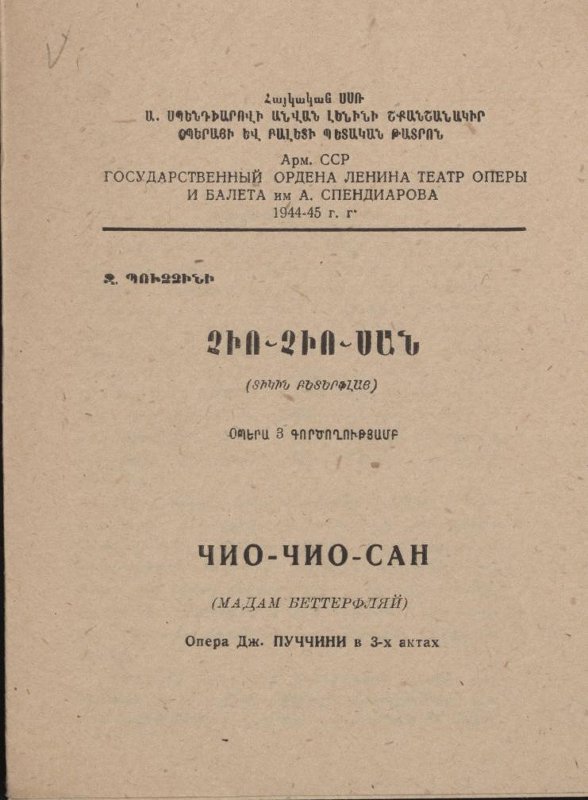 Հայկական ՍՍՌ
Ա. ՍՊԵՆԴԻԱՐՈՎԻ ԱՆՎԱՆ ԼԵՆԻՆԻ ՇՔԱՆՇԱՆԱԿԻՐ
ՕՊԵՐԱՅԻ ԵՎ ԲԱԼԵՏԻ ՊԵՏԱԿԱՆ ԹԱՏՐՈՆ
Арм. ССР
ГОСУДАРСТВЕННЫЙ ОРДЕНА ЛЕНИНА ТЕАТР ОПЕРЫ
И БАЛЕТА им А. СПЕНДИАРОВА
1944-45 г. г.
Ջ. ՊՈՒՉՉԻՆԻ
ՉԻՈ-ՉԻՈ-ՍԱՆ
(ՏԻԿԻՆ ԲԵՏԵՐՖԼԱՅ)
ՕՊԵՐԱ 3 ԳՈՐԾՈՂՈՒԹՅԱՄԲ
ЧИО-ЧИО-САН
(МАДАМ БЕТТЕРФЛЯЙ)
Опера Дж. ПУЧЧИНИ в 3-х актах